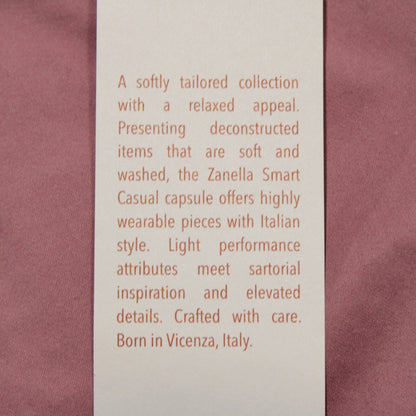 A softly tailored collection
with a relaxed appeal.
Presenting deconstructed
items that are soft and
washed, the Zanella Smart
Casual capsule offers highly
wearable pieces with Italian
style. Light performance
attributes meet sartorial
inspiration and elevated
details. Crafted with care.
Born in Vicenza, Italy.